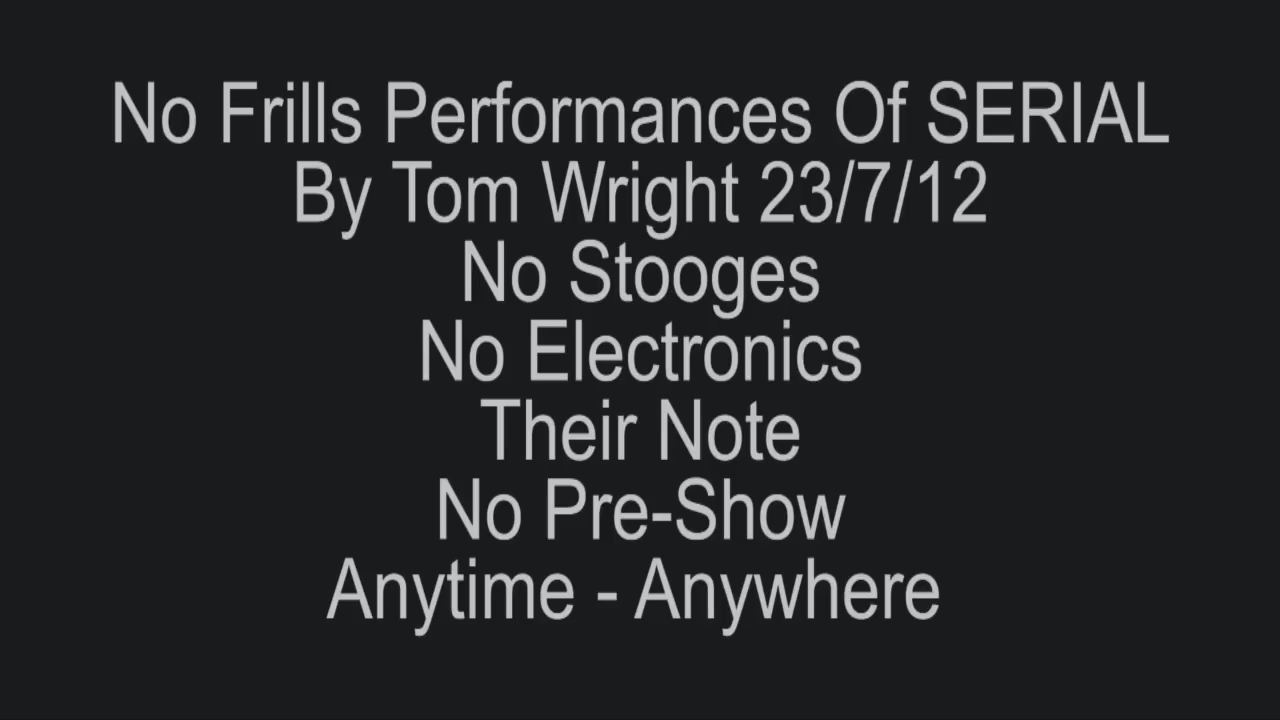 No Frills Performances Of SERIAL
By Tom Wright 23/7/12
No Stooges
No Electronics
Their Note
No Pre-Show
Anytime - Anywhere